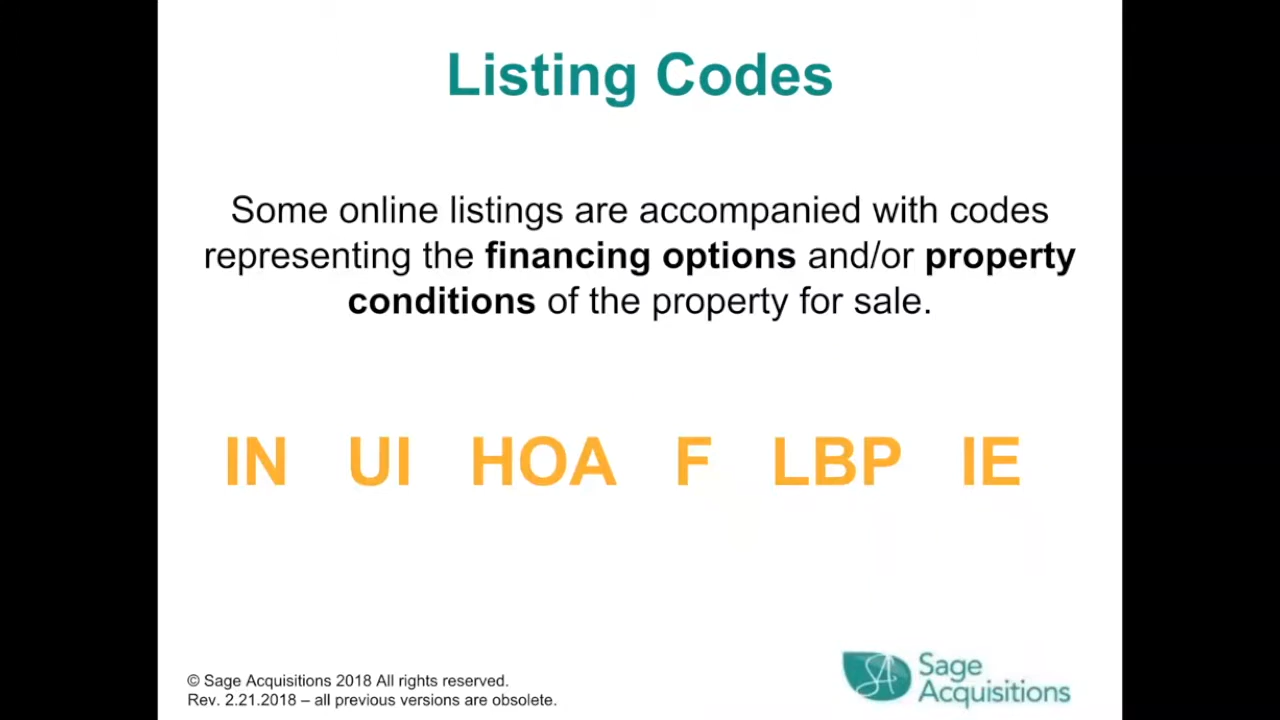 Listing Codes
Some online listings are accompanied with codes
representing the financing options and/or property
conditions of the property for sale.
IN UI HOA F LBP IE
© Sage Acquisitions 2018 All rights reserved.
Rev. 2.21.2018 – all previous versions are obsolete.
SA
Sage
Acquisitions